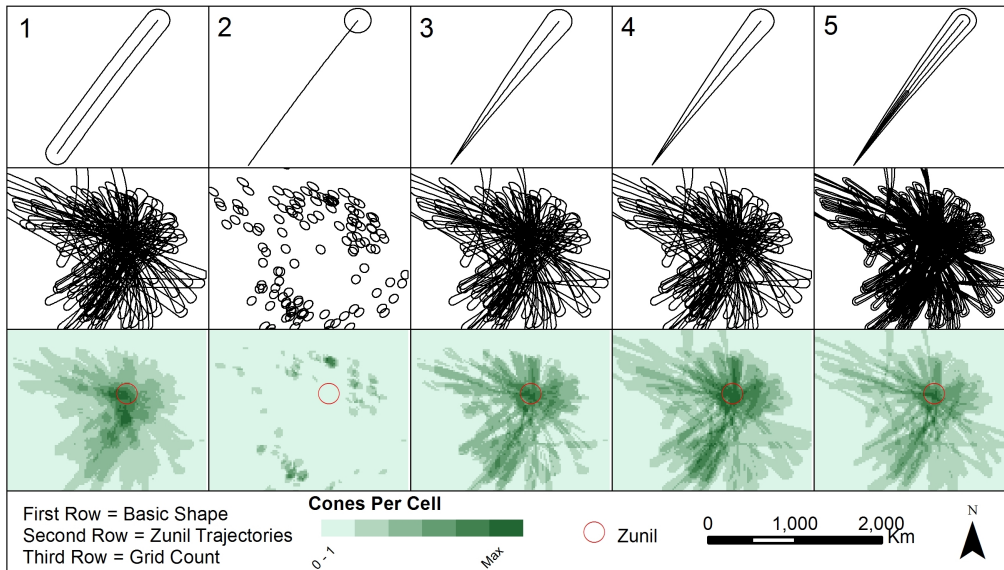 1 2 3 4 5
First Row = Basic Shape
Second Row = Zunil Trajectories
Third Row = Grid Count
Cones Per Cell
0 - 1
Max
Zunil
0 1,000 2,000
Km
N